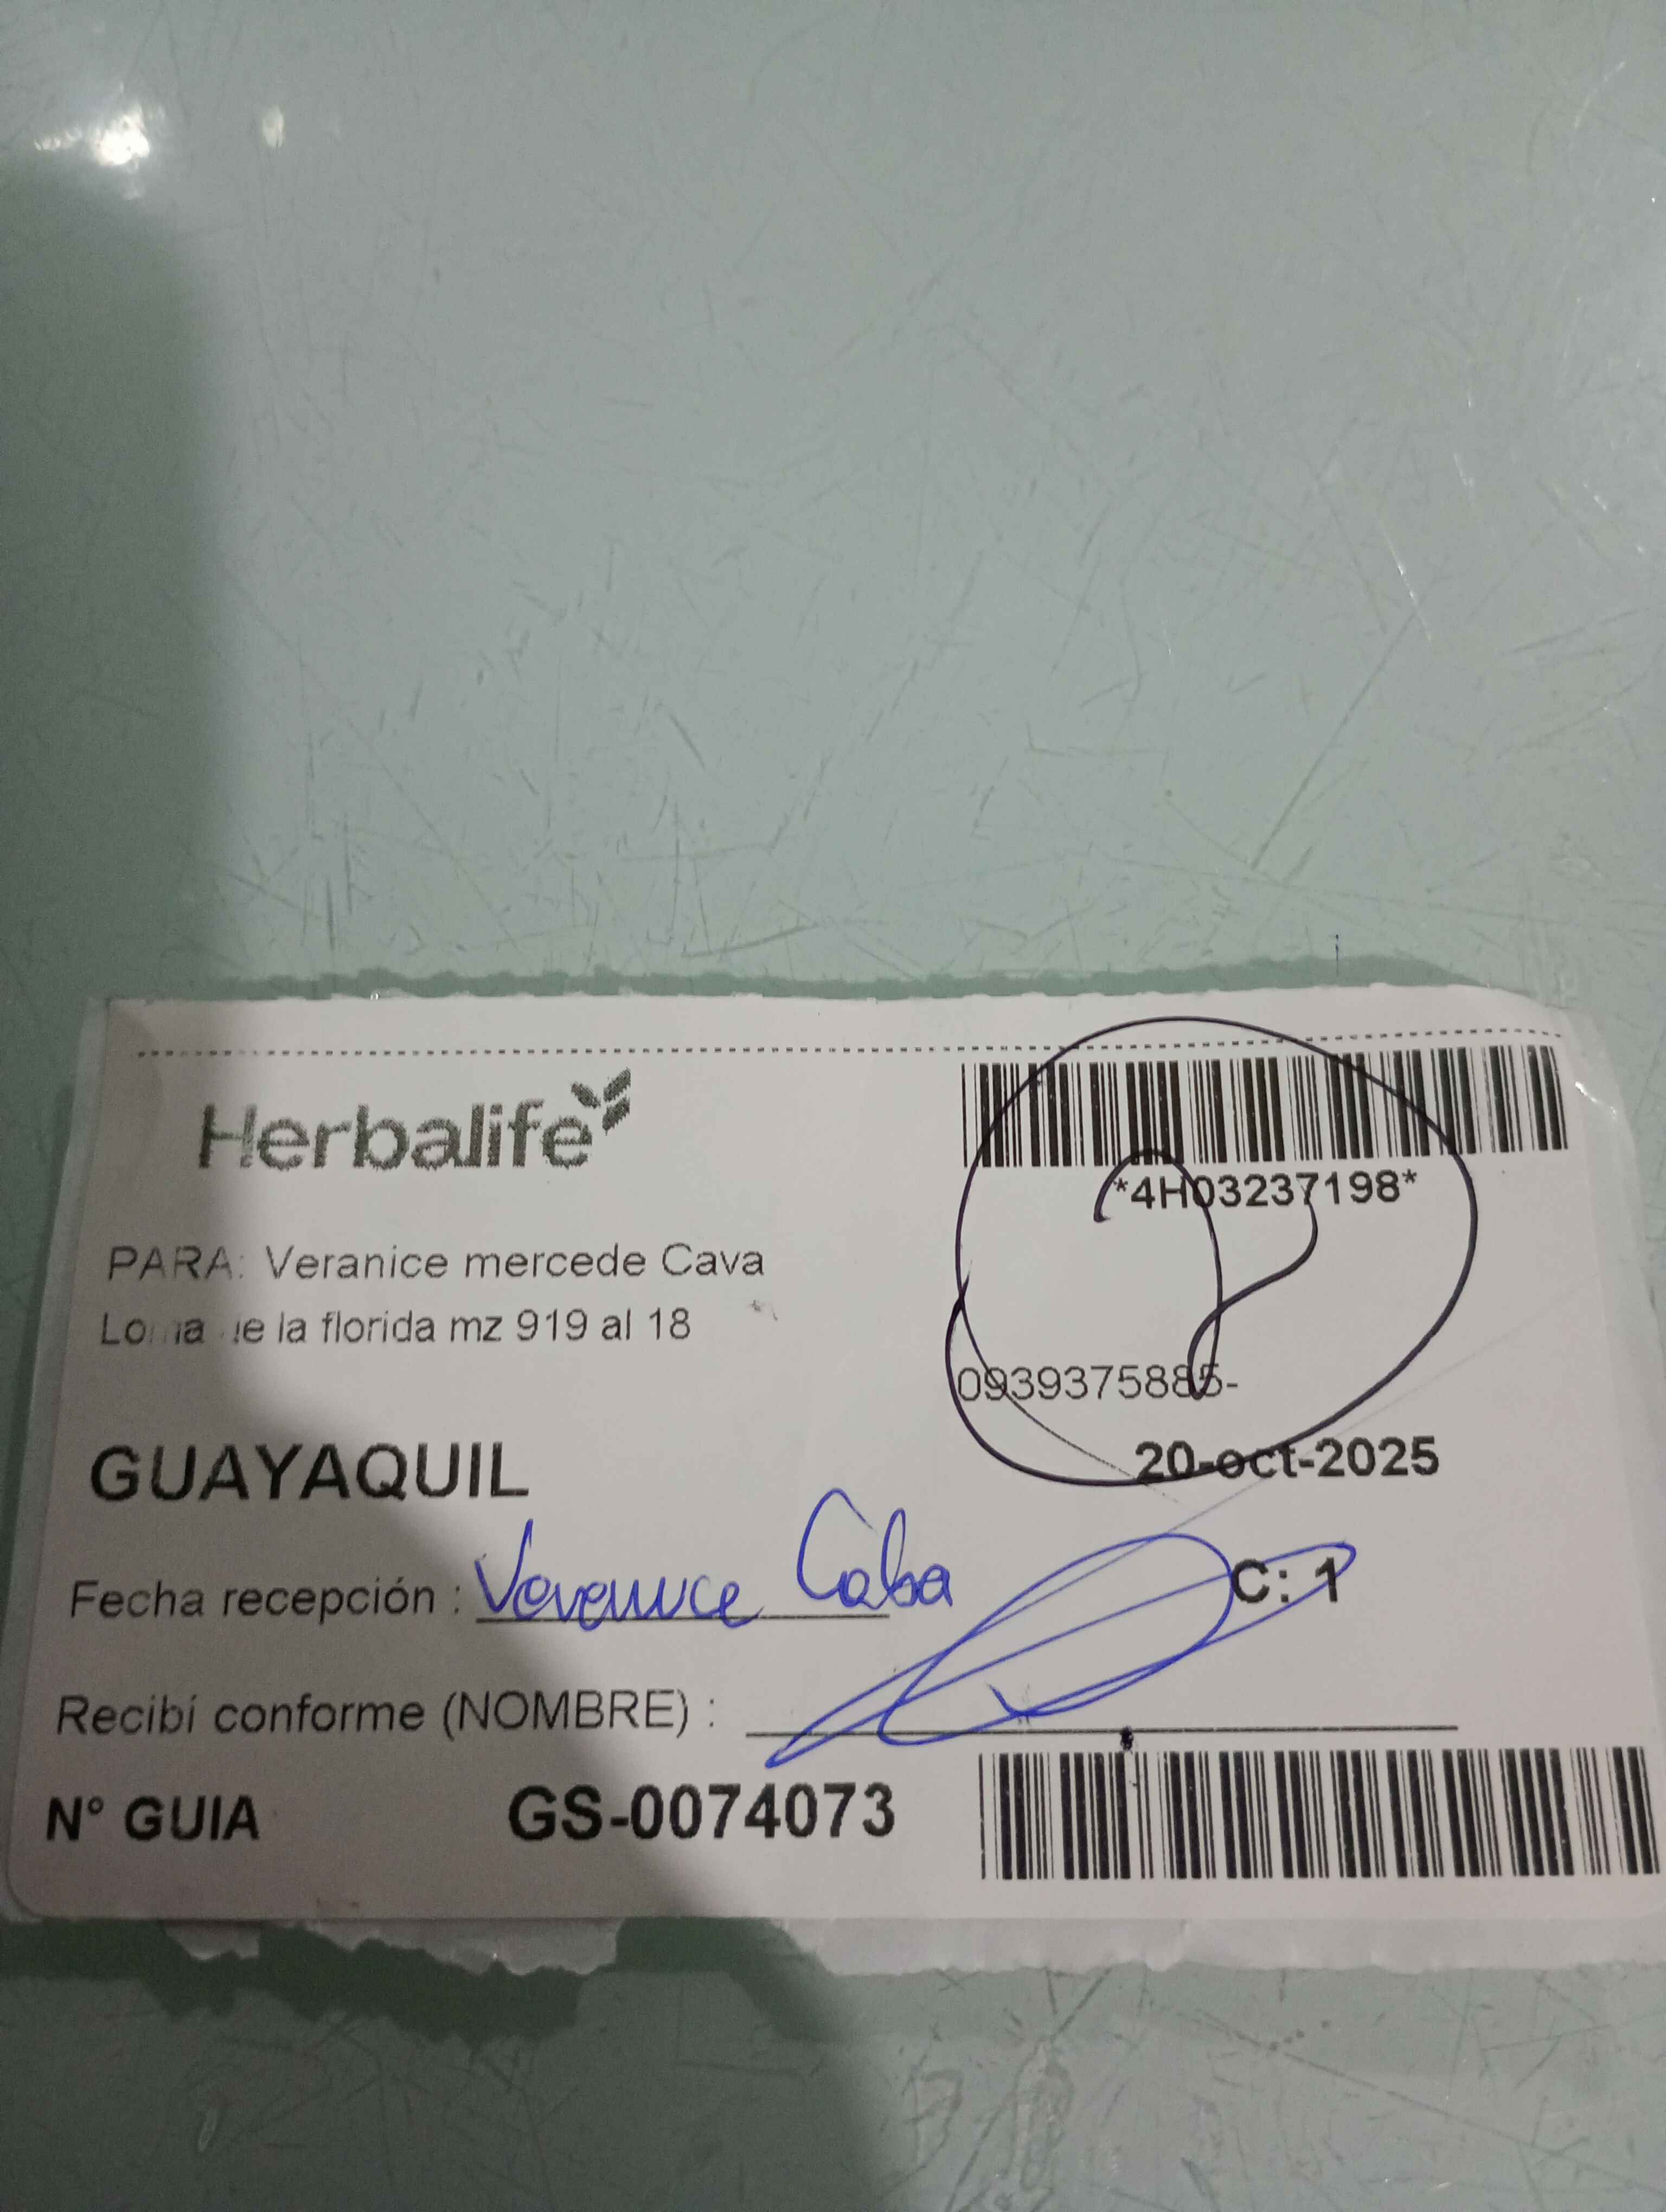 Herbalife
*4H03237198*
PARA: Veranice mercede Cava
la florida mz 919 al 18
0939375885-
GUAYAQUIL
20-oct-2025
Fecha recepción : Caba
C: 1
Recibí conforme (NOMBRE) :
N° GUIA GS-0074073